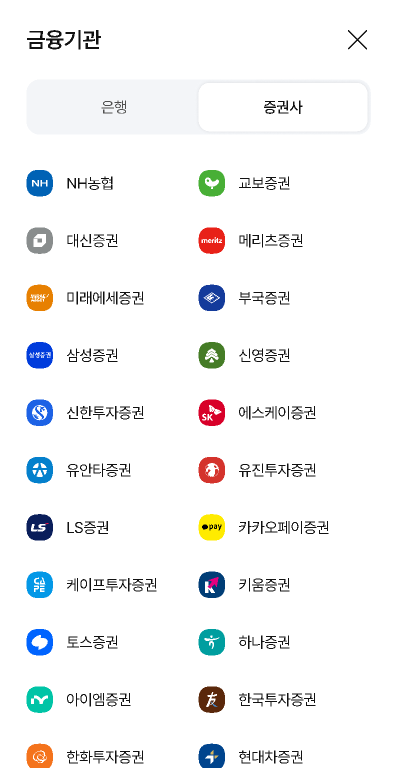 금융기관
은행 증권사
NH NH농협 교보증권
대신증권 meritz 메리츠증권
미래에세증권 부국증권
삼성증권 삼성증권 신영증권
신한투자증권 SK 에스케이증권
유안타증권 유진투자증권
LS LS증권 pay 카카오페이증권
CA
PE 케이프투자증권 K 키움증권
토스증권 하나증권
아이엠증권 友 한국투자증권
한화투자증권 현대차증권